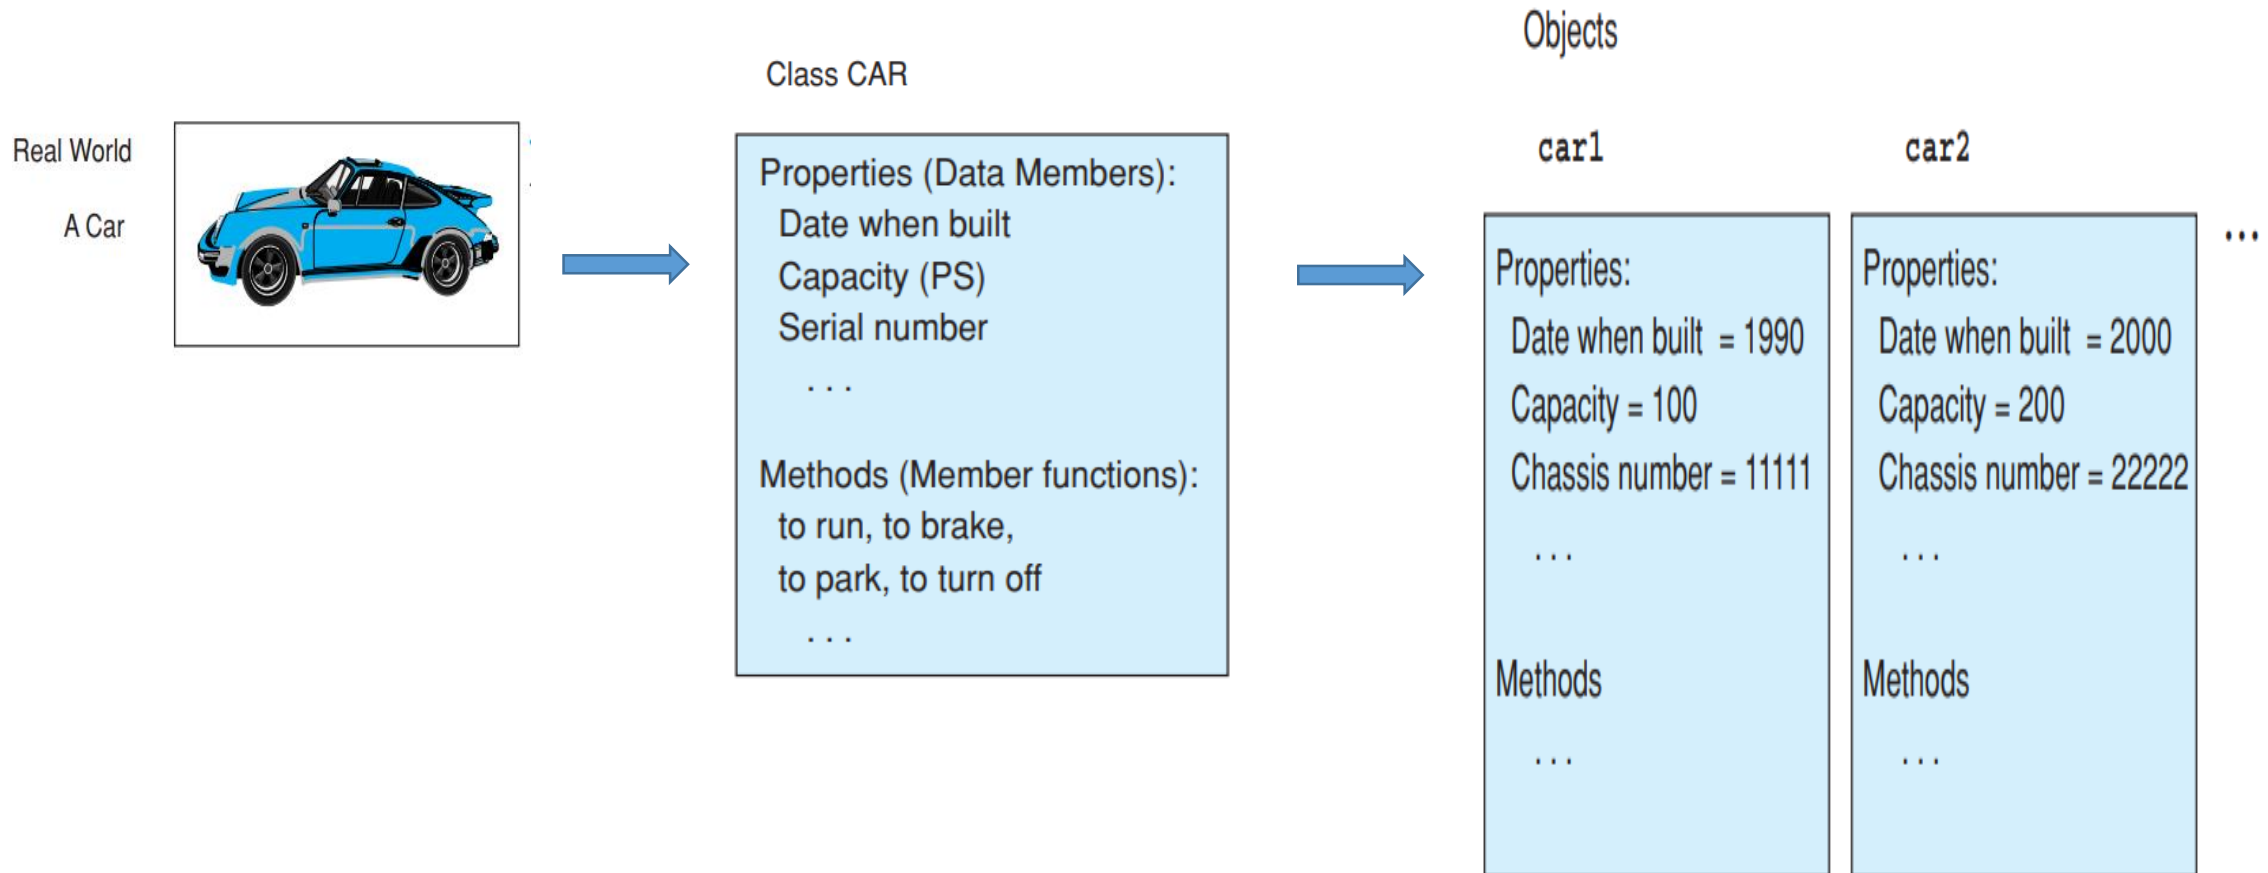 Real World
A Car
Class CAR
Properties (Data Members):
Date when built
Capacity (PS)
Serial number
. . .
Methods (Member functions):
to run, to brake,
to park, to turn off
. . .
Objects
car1
Properties:
Date when built = 1990
Capacity = 100
Chassis number = 11111
. . .
Methods
. . .
car2
Properties:
Date when built = 2000
Capacity = 200
Chassis number = 22222
. . .
Methods
. . .
...